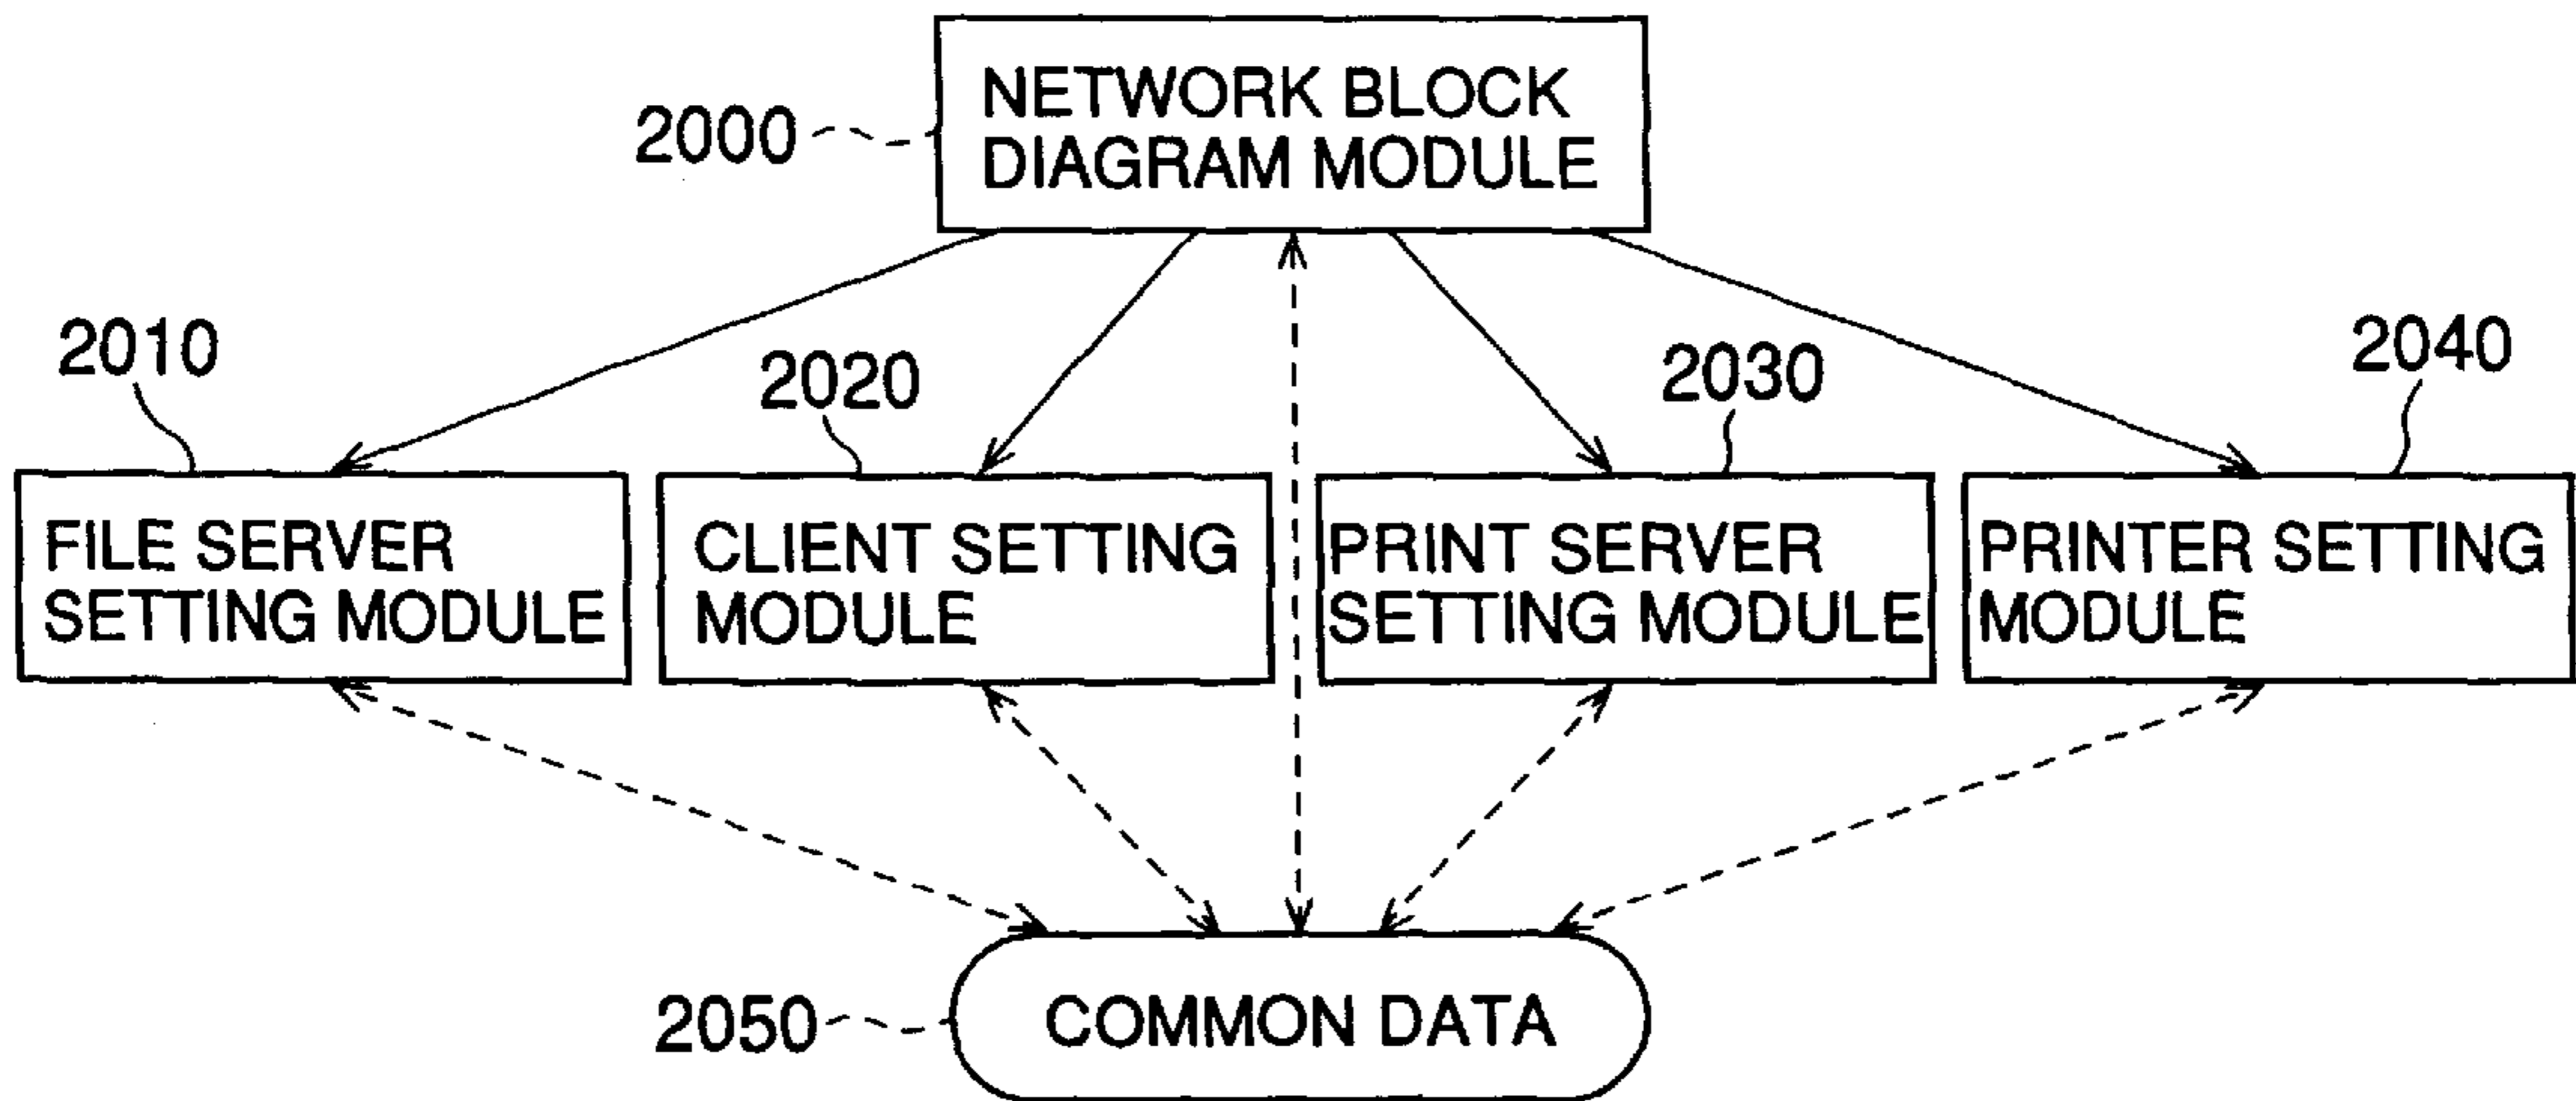 2000
NETWORK BLOCK
DIAGRAM MODULE
2010
2020
2030
2040
FILE SERVER
SETTING MODULE
CLIENT SETTING
MODULE
PRINT SERVER
SETTING MODULE
PRINTER SETTING
MODULE
2050
COMMON DATA